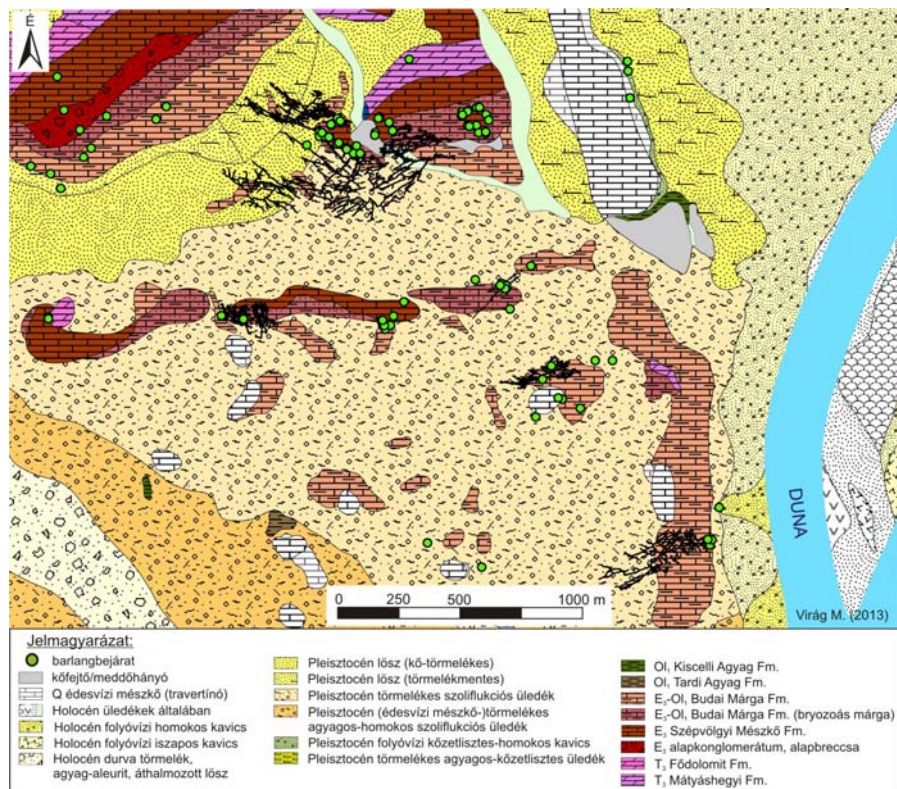 É
DUNA
0 250 500 1000 m
Virág M. (2013)
Jelmagyarázat:
barlangbejárat
kőfejtő/meddőhányó
Q édesvízi mészkő (travertínó)
Holocén üledékek általában
Holocén folyóvízi homokos kavics
Holocén folyóvízi iszapos kavics
Holocén durva törmelék,
agyag-aleurit, áthalmozott lösz
Pleisztocén lösz (kő-törmelékes)
Pleisztocén lösz (törmelékmentes)
Pleisztocén törmelékes szoliflukciós üledék
Pleisztocén (édesvízi mészkő-)törmelékes
agyagos-homokos szoliflukciós üledék
Pleisztocén folyóvízi kőzetlisztes-homokos kavics
Pleisztocén törmelékes agyagos-kőzetlisztes üledék
Ol₁ Kiscelli Agyag Fm.
Ol₁ Tardi Agyag Fm.
E₃-Ol₁ Budai Márga Fm.
E₃-Ol₁ Budai Márga Fm. (bryozoás márga)
E₃ Szépvölgyi Mészkő Fm.
E₃ alapkonglomerátum, alapbreccsa
T₃ Fődolomit Fm.
T₃ Mátyáshegyi Fm.